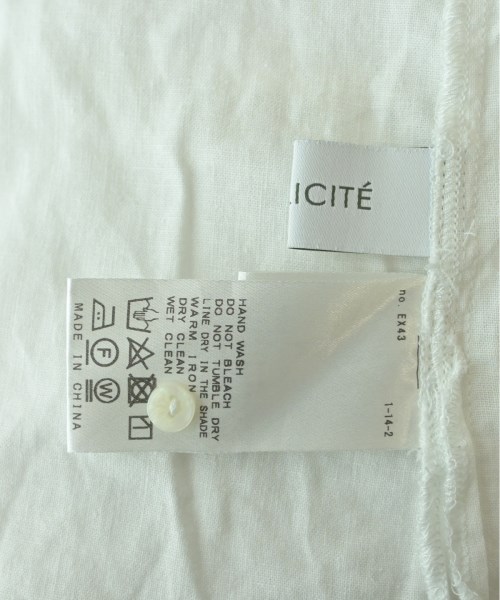 ICITÉ
no. EX43
1-14-2
HAND WASH
DO NOT BLEACH
DO NOT TUMBLE DRY
LINE DRY IN THE SHADE
WARM IRON
DRY CLEAN
WET CLEAN
F
W
MADE IN CHINA